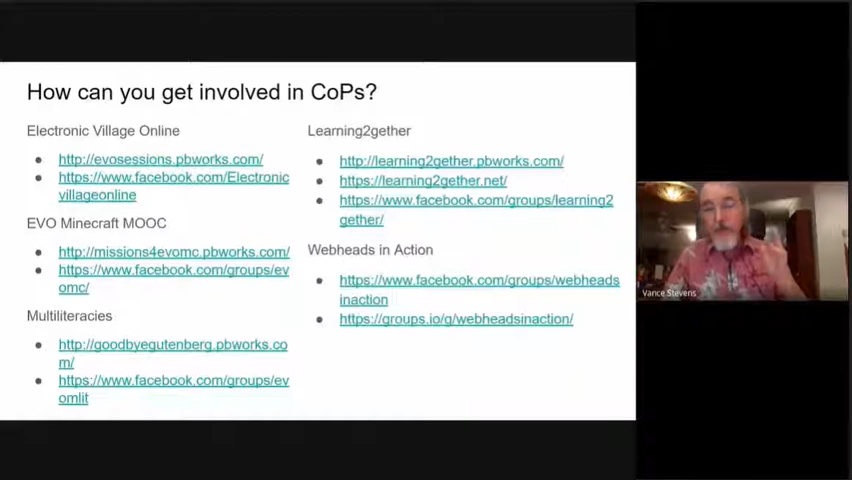 How can you get involved in CoPs?
Electronic Village Online
http://evosessions.pbworks.com/
https://www.facebook.com/Electronic
villageonline
EVO Minecraft MOOC
http://missions4evomc.pbworks.com/
https://www.facebook.com/groups/ev
omc/
Multiliteracies
http://goodbyegutenberg.pbworks.co
m/
https://www.facebook.com/groups/ev
omlit
Learning2gether
http://learning2gether.pbworks.com/
https://learning2gether.net/
https://www.facebook.com/groups/learning2
gether/
Webheads in Action
https://www.facebook.com/groups/webheads
inaction
https://groups.io/g/webheadsinaction/
Vance Stevens